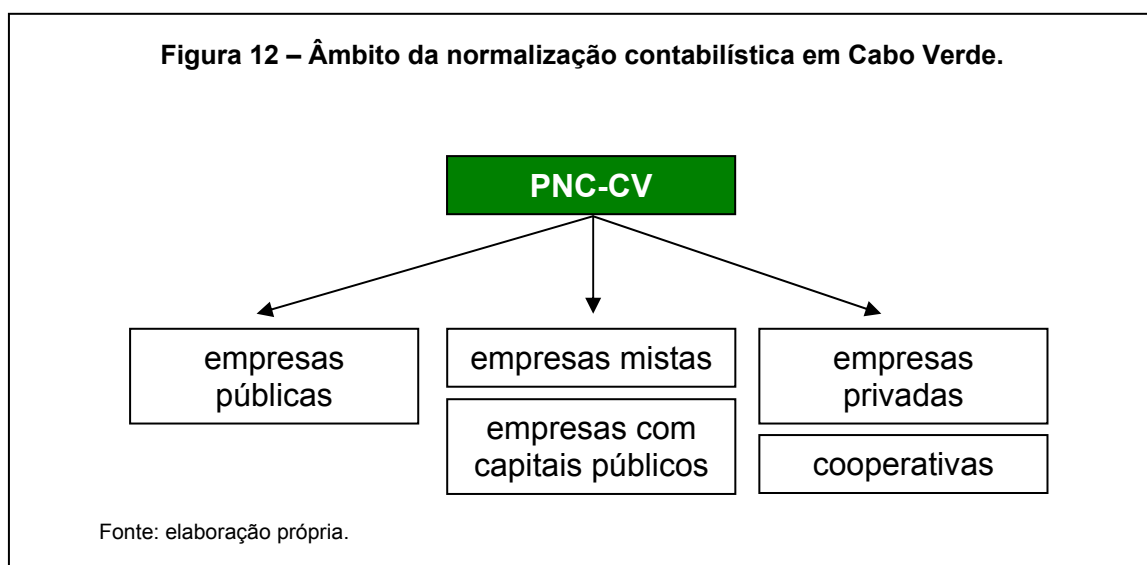 Figura 12 – Âmbito da normalização contabilística em Cabo Verde.
PNC-CV
empresas
públicas
empresas mistas
empresas com
capitais públicos
empresas
privadas
cooperativas
Fonte: elaboração própria.